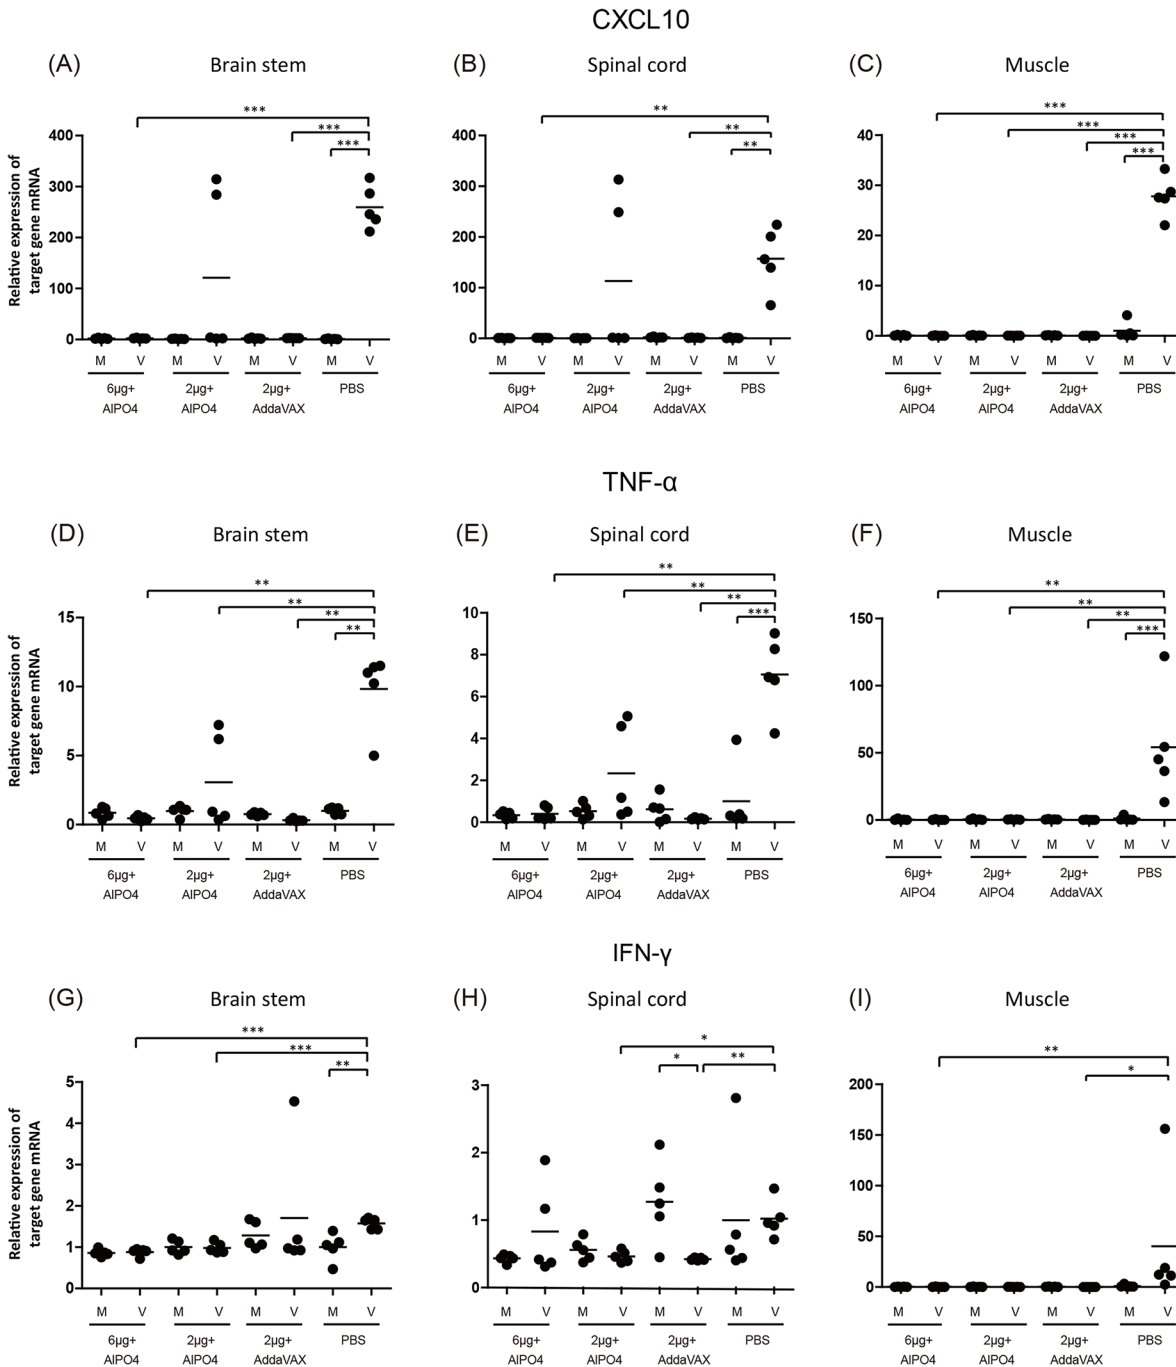 CXCL10
(A) Brain stem (B) Spinal cord (C) Muscle
*** *** ***
** ** **
*** *** *** ***
Relative expression of
target gene mRNA
400 300 200 100 0
400 300 200 100 0
40 30 20 10 0
M V M V M V M V M V M V M V M V M V M V M V M V
6μg+ 2μg+ 2μg+ PBS 6μg+ 2μg+ 2μg+ PBS 6μg+ 2μg+ 2μg+ PBS
AlPO4 AlPO4 AddaVAX AlPO4 AlPO4 AddaVAX AlPO4 AlPO4 AddaVAX
TNF-α
(D) Brain stem (E) Spinal cord (F) Muscle
** ** ** **
** ** ** ***
** ** ** ***
Relative expression of
target gene mRNA
15 10 5 0
10 8 6 4 2 0
150 100 50 0
M V M V M V M V M V M V M V M V M V M V M V M V
6μg+ 2μg+ 2μg+ PBS 6μg+ 2μg+ 2μg+ PBS 6μg+ 2μg+ 2μg+ PBS
AlPO4 AlPO4 AddaVAX AlPO4 AlPO4 AddaVAX AlPO4 AlPO4 AddaVAX
IFN-γ
(G) Brain stem (H) Spinal cord (I) Muscle
*** *** **
* * **
** *
Relative expression of
target gene mRNA
5 4 3 2 1 0
3 2 1 0
200 150 100 50 0
M V M V M V M V M V M V M V M V M V M V M V M V
6μg+ 2μg+ 2μg+ PBS 6μg+ 2μg+ 2μg+ PBS 6μg+ 2μg+ 2μg+ PBS
AlPO4 AlPO4 AddaVAX AlPO4 AlPO4 AddaVAX AlPO4 AlPO4 AddaVAX